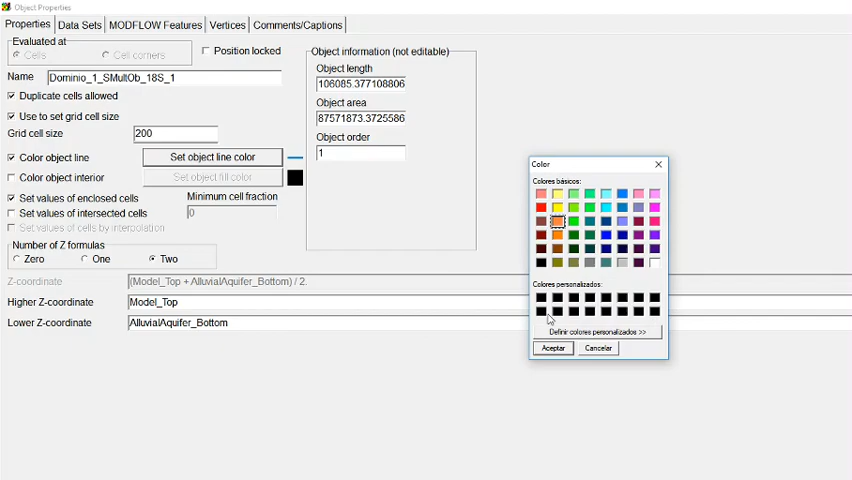 Object Properties
Properties Data Sets MODFLOW Features Vertices Comments/Captions
Evaluated at
Cells Cell corners
Position locked
Name Dominio_1_SMultOb_18S_1
Duplicate cells allowed
Use to set grid cell size
Grid cell size 200
Color object line Set object line color
Color object interior Set object fill color
Set values of enclosed cells Minimum cell fraction
Set values of intersected cells 0
Set values of cells by interpolation
Number of Z formulas
Zero One Two
Z-coordinate (Model_Top + AlluvialAquifer_Bottom) / 2.
Higher Z-coordinate Model_Top
Lower Z-coordinate AlluvialAquifer_Bottom
Object information (not editable)
Object length
106085.377108806
Object area
87571873.3725586
Object order
1
Color
Colores básicos:
Colores personalizados:
Definir colores personalizados >>
Aceptar Cancelar